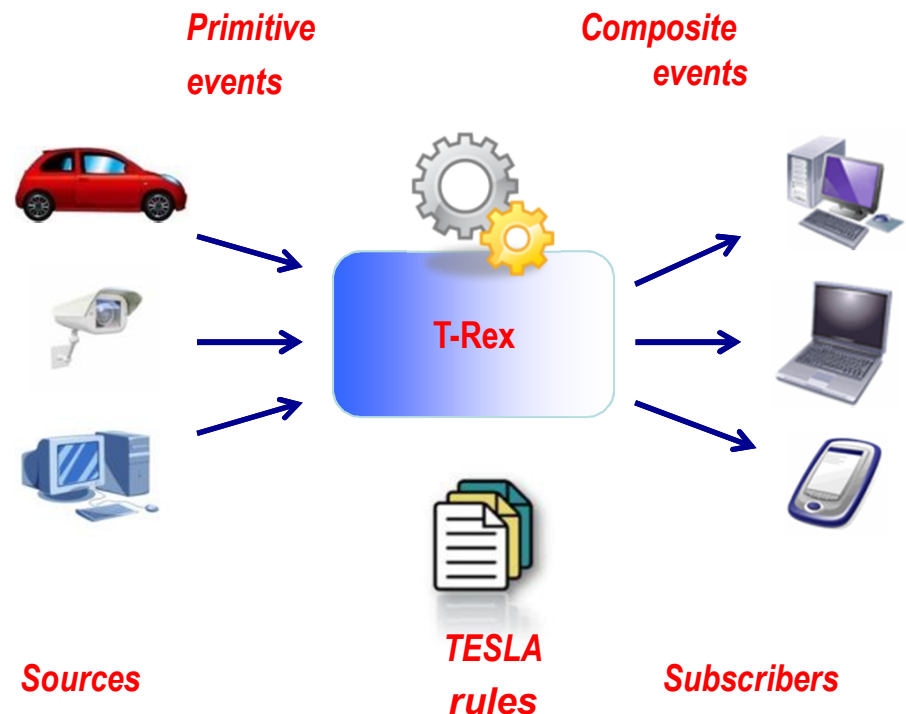 Primitive
events
Composite
events
T-Rex
TESLA
rules
Sources
Subscribers